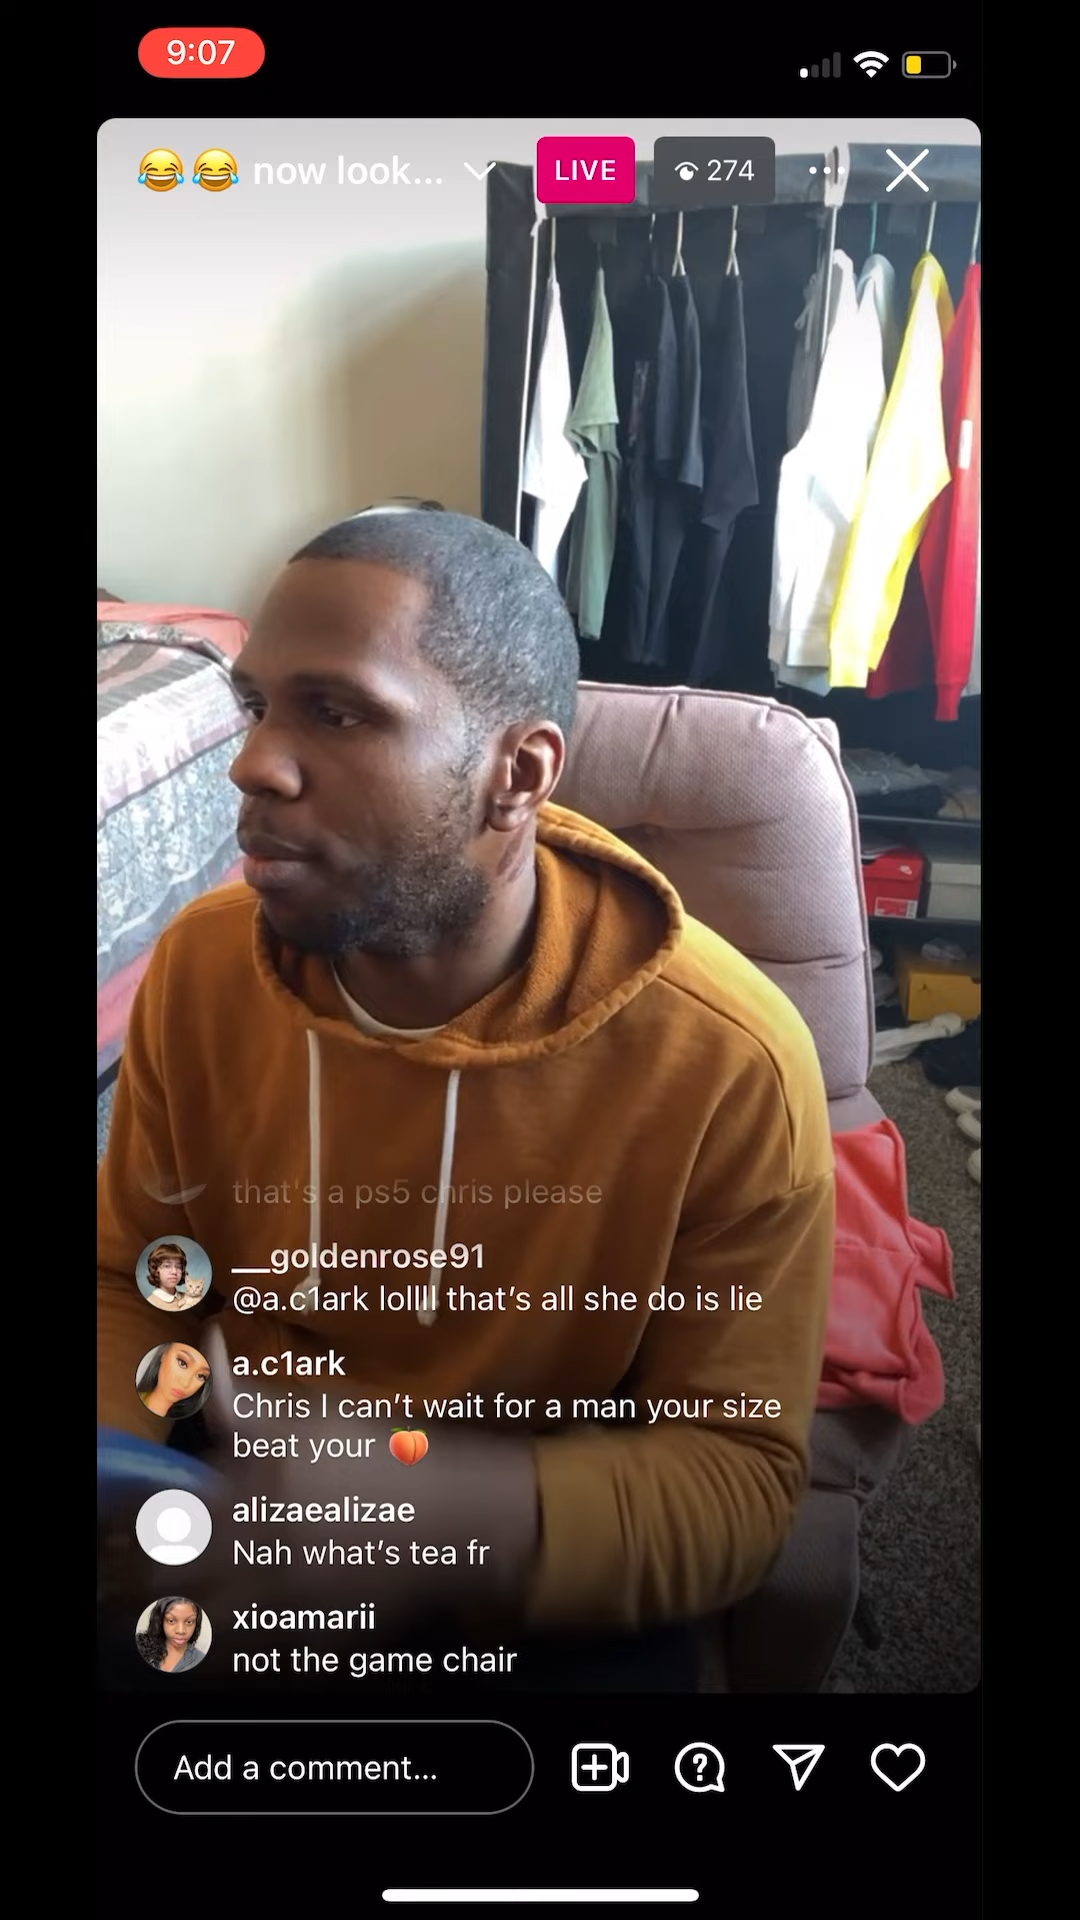 9:07
😂😂 now look...
LIVE
274
that's a ps5 chris please
__goldenrose91
@a.c1ark lollll that's all she do is lie
a.c1ark
Chris I can't wait for a man your size
beat your 🍑
alizaealizae
Nah what's tea fr
xioamarii
not the game chair
Add a comment...